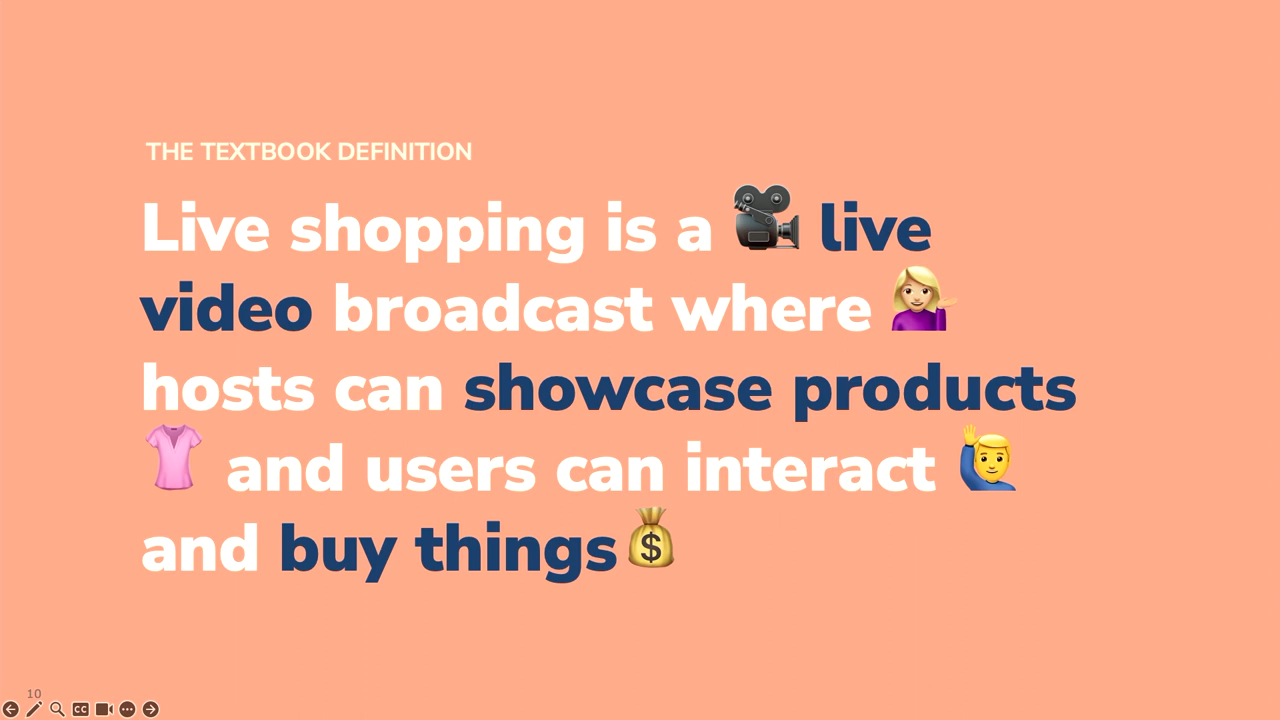 THE TEXTBOOK DEFINITION
Live shopping is a 🎥 live
video broadcast where 💁🏼‍♀️
hosts can showcase products
👚 and users can interact 🙋‍♂️
and buy things💰
10
CC